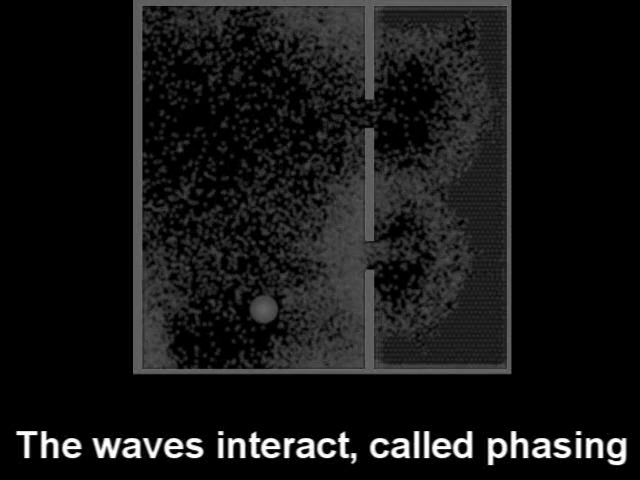 The waves interact, called phasing